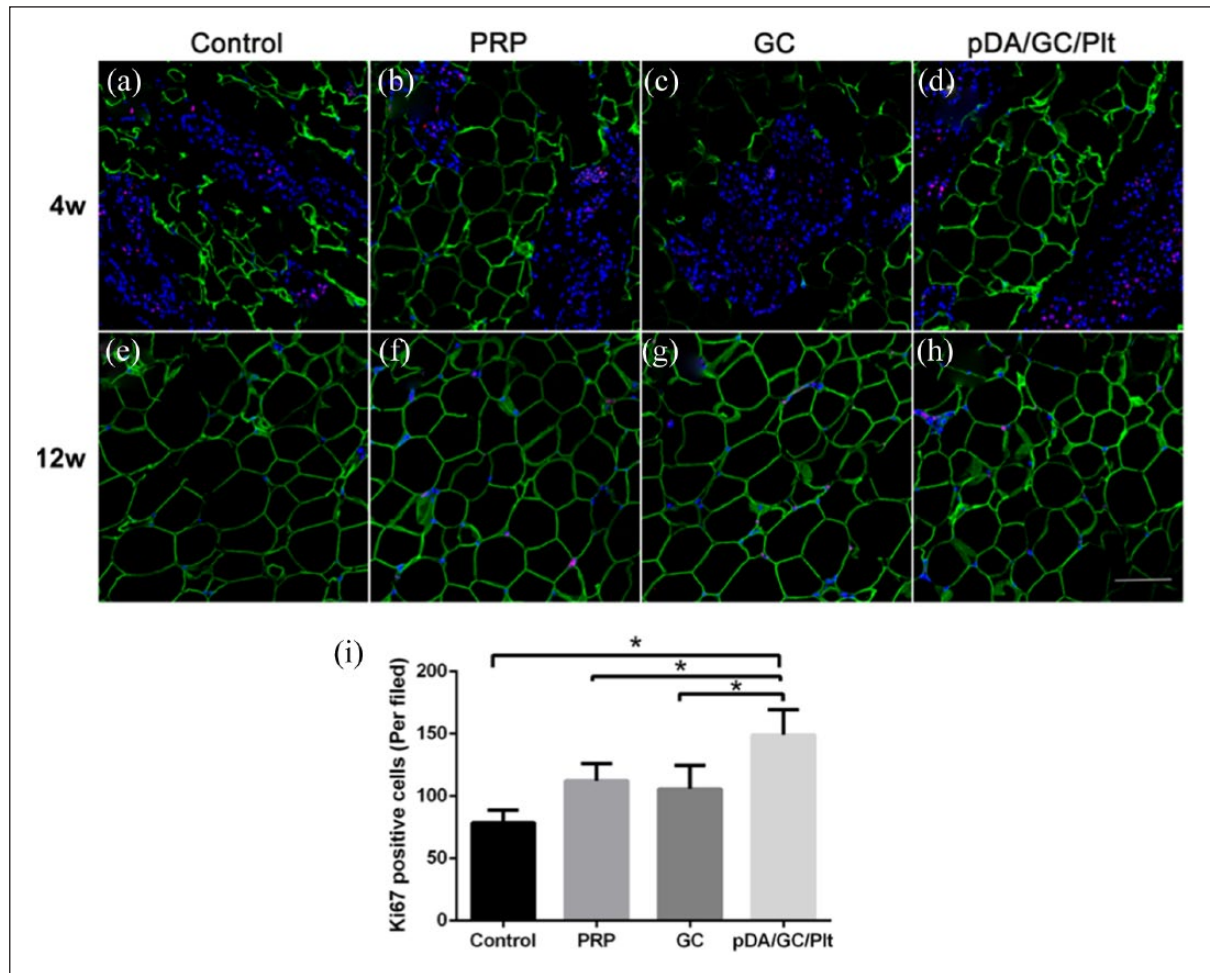 Control PRP GC pDA/GC/Plt
(a) (b) (c) (d)
4w
(e) (f) (g) (h)
12w
(i)
Ki67 positive cells (Per filed)
200
150
100
50
0
*
*
*
Control PRP GC pDA/GC/Plt